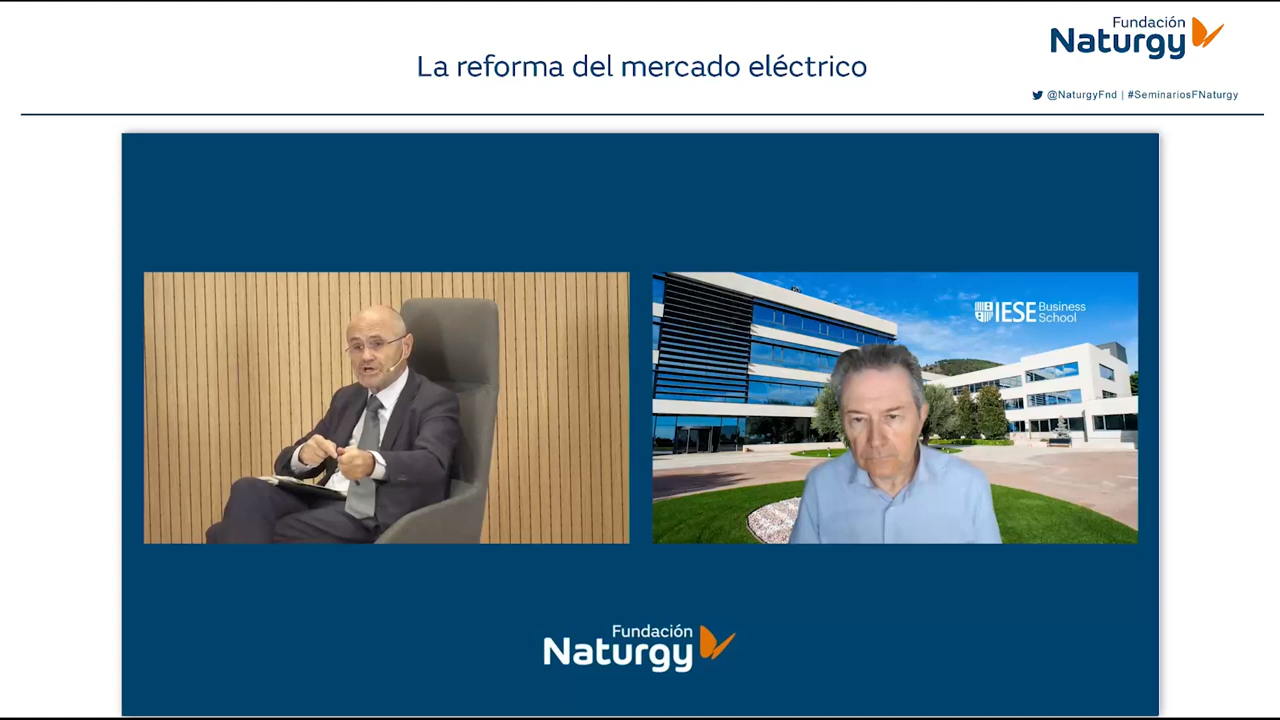 La reforma del mercado eléctrico
Fundación
Naturgy
@NaturgyFnd | #SeminariosFNaturgy
IESE Business
School
Fundación
Naturgy